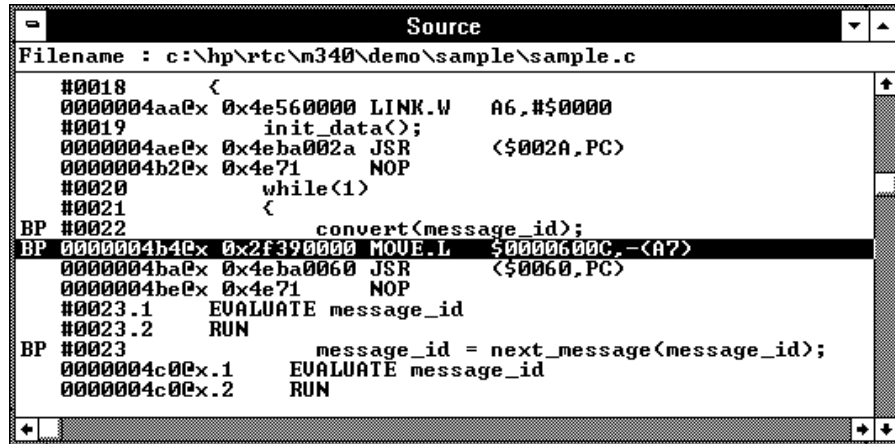 Source
Filename : c:\hp\rtc\m340\demo\sample\sample.c
#0018 {
0000004aa@x 0x4e560000 LINK.W A6,#$0000
#0019 init_data();
0000004ae@x 0x4eba002a JSR ($002A,PC)
0000004b2@x 0x4e71 NOP
#0020 while(1)
#0021 {
BP #0022 convert(message_id);
BP 0000004b4@x 0x2f390000 MOVE.L $0000600C,-(A7)
0000004ba@x 0x4eba0060 JSR ($0060,PC)
0000004be@x 0x4e71 NOP
#0023.1 EVALUATE message_id
#0023.2 RUN
BP #0023 message_id = next_message(message_id);
0000004c0@x.1 EVALUATE message_id
0000004c0@x.2 RUN